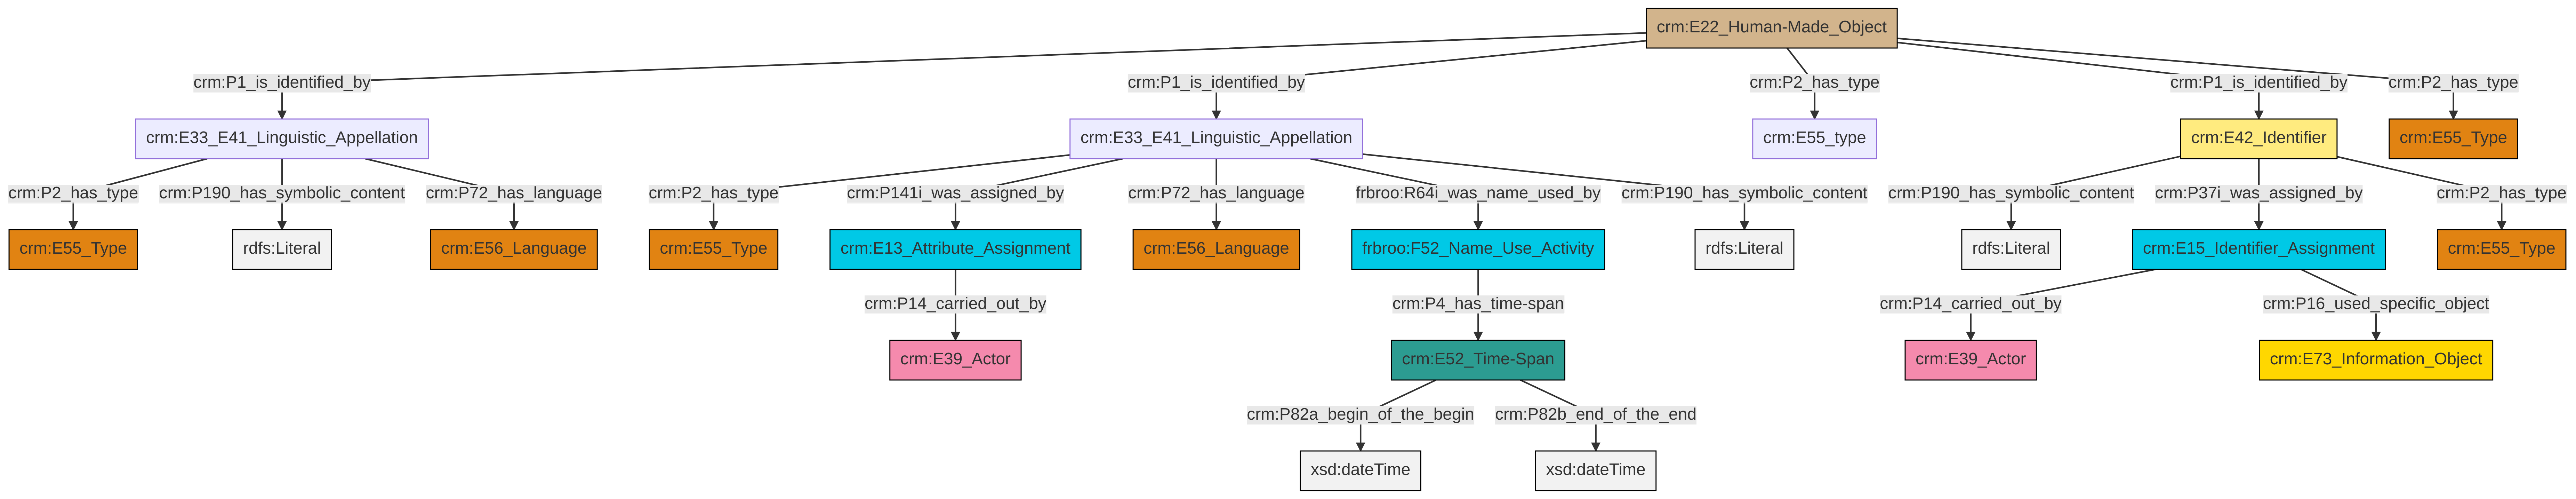 crm:E22_Human-Made_Object
crm:P1_is_identified_by
crm:P1_is_identified_by
crm:P2_has_type
crm:P1_is_identified_by
crm:P2_has_type
crm:E33_E41_Linguistic_Appellation
crm:E33_E41_Linguistic_Appellation
crm:E55_type
crm:E42_Identifier
crm:E55_Type
crm:P2_has_type
crm:P190_has_symbolic_content
crm:P72_has_language
crm:P2_has_type
crm:P141i_was_assigned_by
crm:P72_has_language
frbroo:R64i_was_name_used_by
crm:P190_has_symbolic_content
crm:P190_has_symbolic_content
crm:P37i_was_assigned_by
crm:P2_has_type
crm:E55_Type
rdfs:Literal
crm:E56_Language
crm:E55_Type
crm:E13_Attribute_Assignment
crm:E56_Language
frbroo:F52_Name_Use_Activity
rdfs:Literal
rdfs:Literal
crm:E15_Identifier_Assignment
crm:E55_Type
crm:P14_carried_out_by
crm:P4_has_time-span
crm:P14_carried_out_by
crm:P16_used_specific_object
crm:E39_Actor
crm:E52_Time-Span
crm:E39_Actor
crm:E73_Information_Object
crm:P82a_begin_of_the_begin
crm:P82b_end_of_the_end
xsd:dateTime
xsd:dateTime